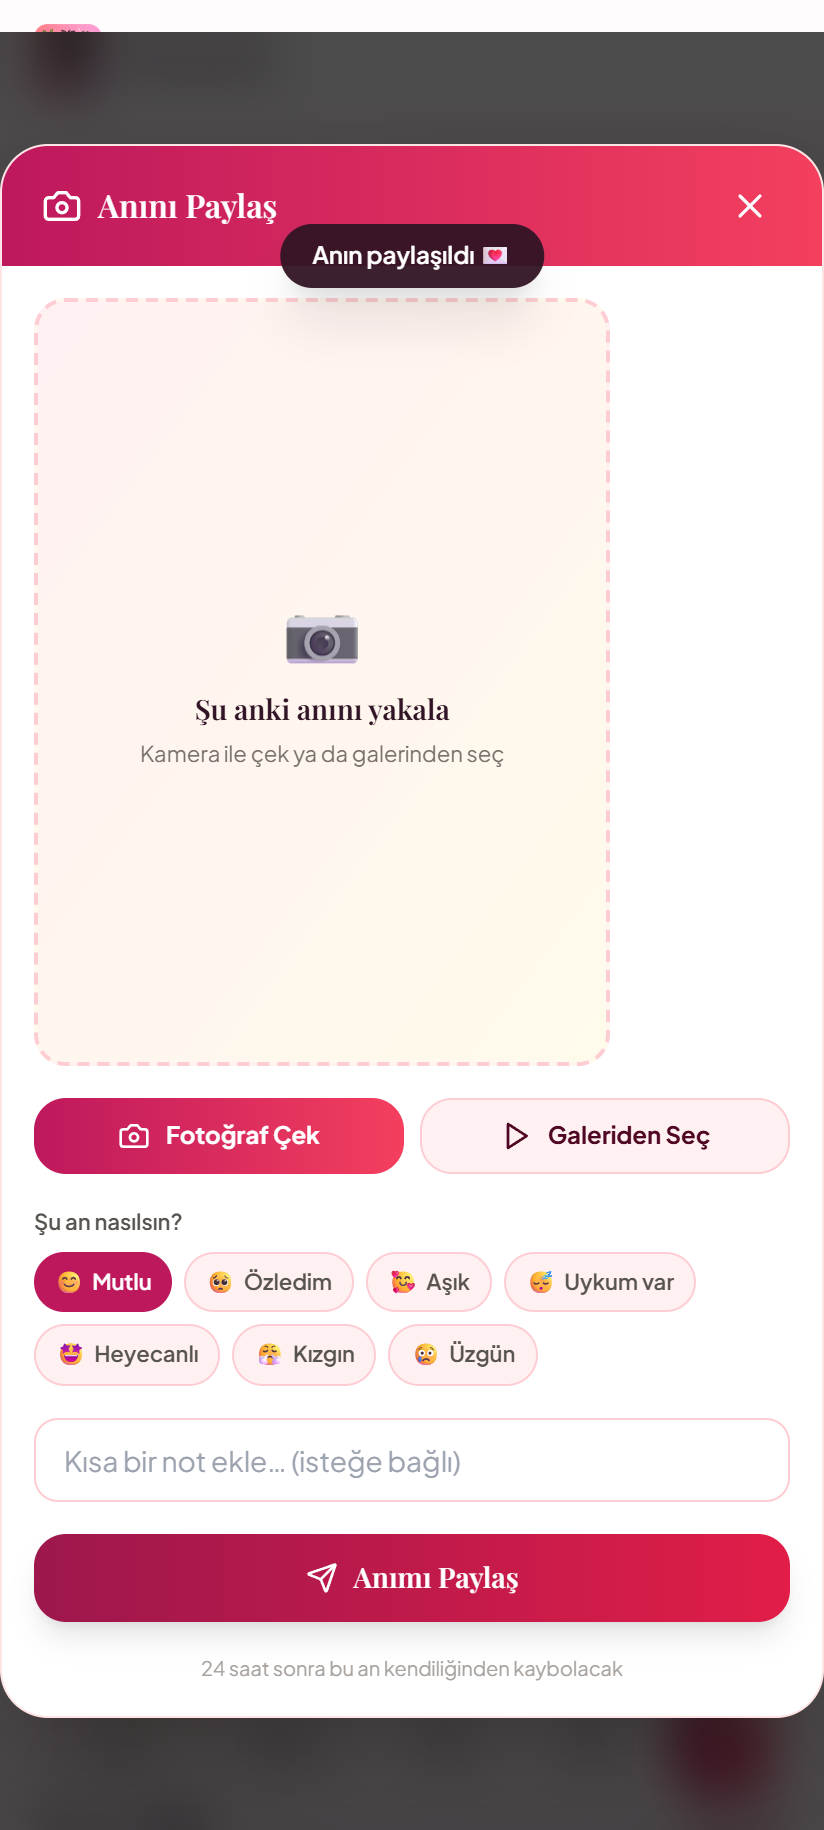 Anını Paylaş
Anın paylaşıldı 💌
Şu anki anını yakala
Kamera ile çek ya da galerinden seç
Fotoğraf Çek
Galeriden Seç
Şu an nasılsın?
😊 Mutlu
🥺 Özledim
🥰 Aşık
😴 Uykum var
🤩 Heyecanlı
😤 Kızgın
😢 Üzgün
Kısa bir not ekle... (isteğe bağlı)
Anımı Paylaş
24 saat sonra bu an kendiliğinden kaybolacak